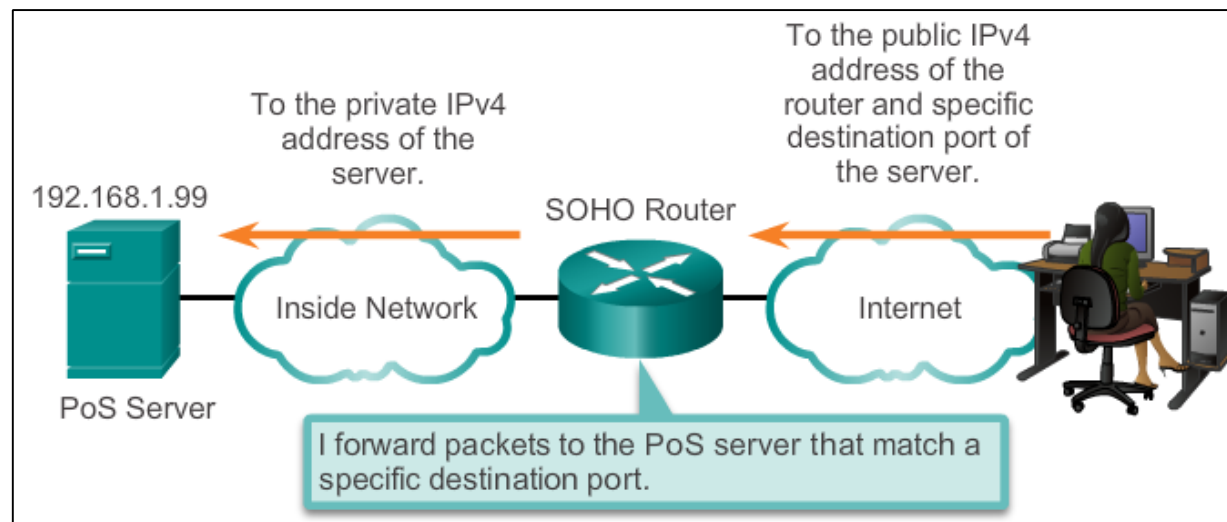 To the public IPv4
address of the
router and specific
destination port of
the server.
To the private IPv4
address of the
server.
192.168.1.99
SOHO Router
Inside Network
Internet
PoS Server
I forward packets to the PoS server that match a
specific destination port.